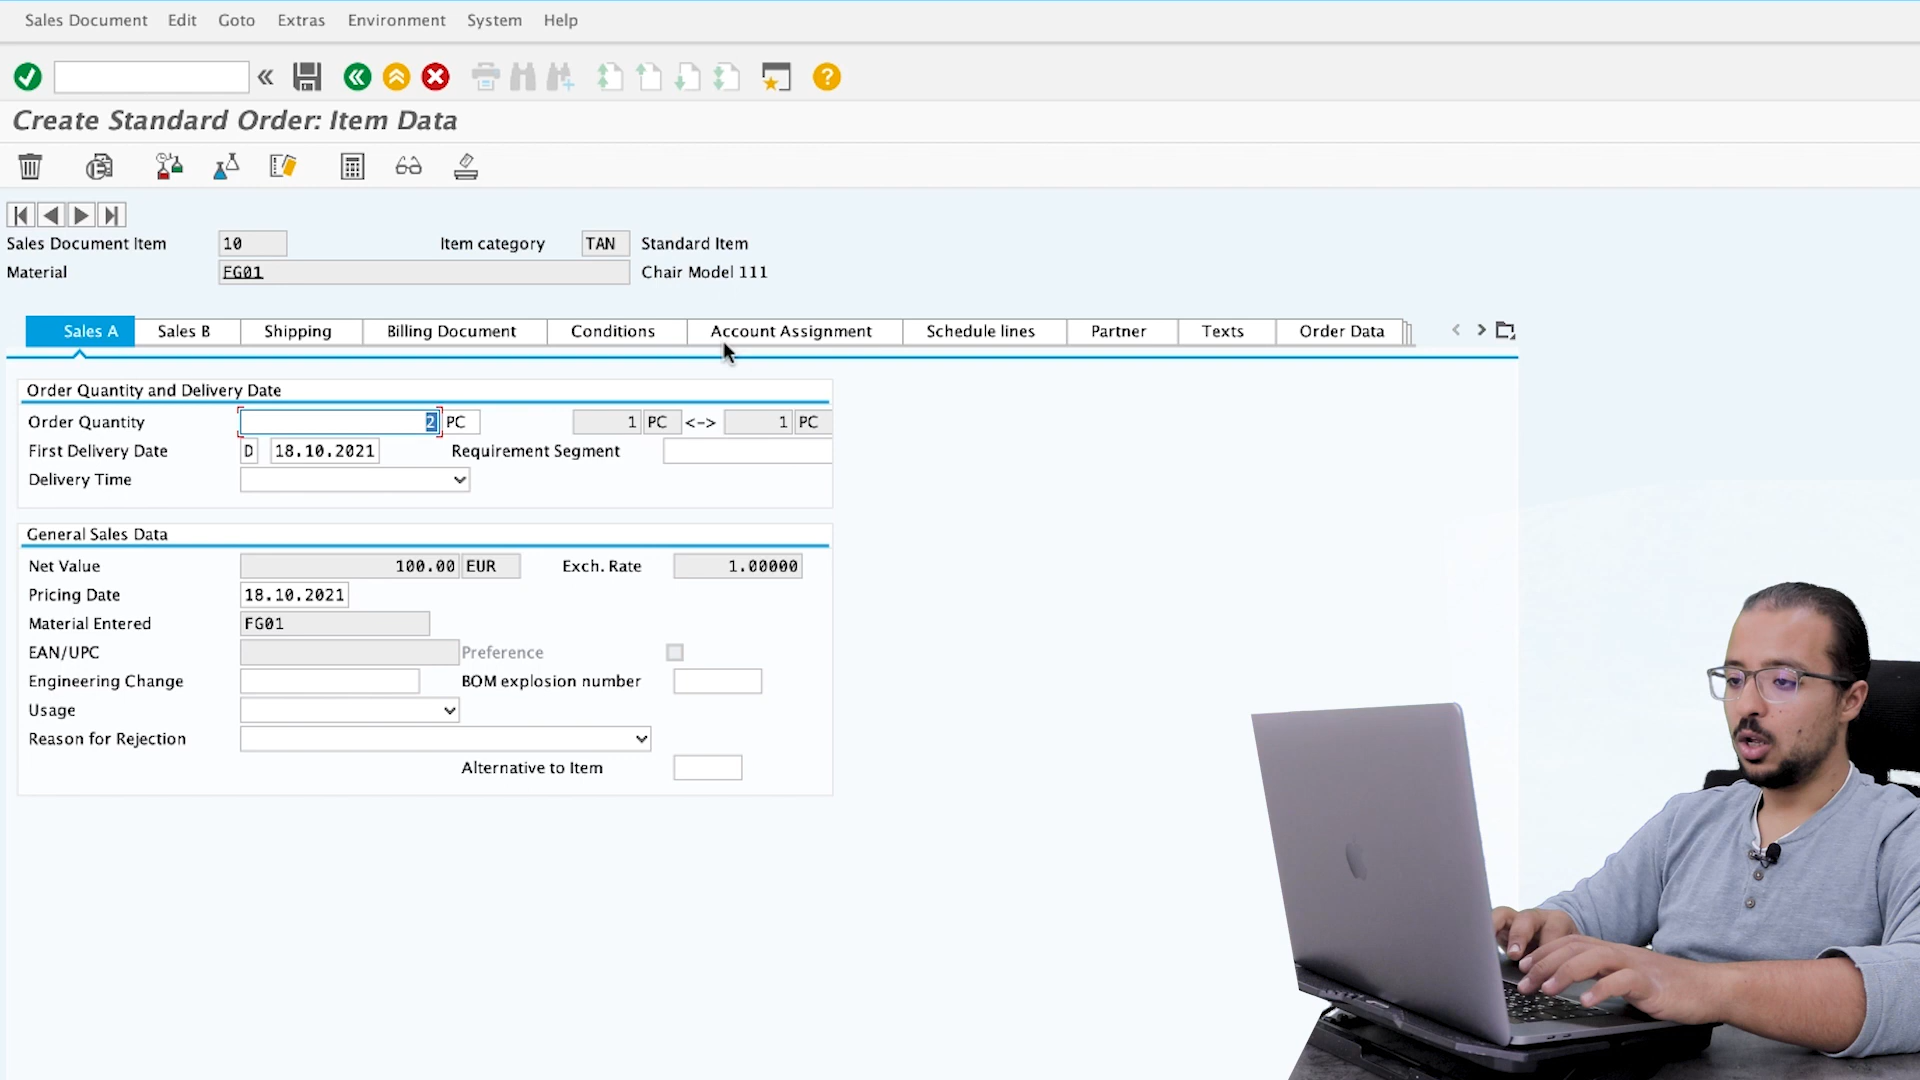 Sales Document Edit Goto Extras Environment System Help
Create Standard Order: Item Data
Sales Document Item 10 Item category TAN Standard Item
Material FG01 Chair Model 111
Sales A Sales B Shipping Billing Document Conditions Account Assignment Schedule lines Partner Texts Order Data
Order Quantity and Delivery Date
Order Quantity 2 PC 1 PC <-> 1 PC
First Delivery Date D 18.10.2021 Requirement Segment
Delivery Time
General Sales Data
Net Value 100.00 EUR Exch. Rate 1.00000
Pricing Date 18.10.2021
Material Entered FG01
EAN/UPC Preference
Engineering Change BOM explosion number
Usage
Reason for Rejection
Alternative to Item